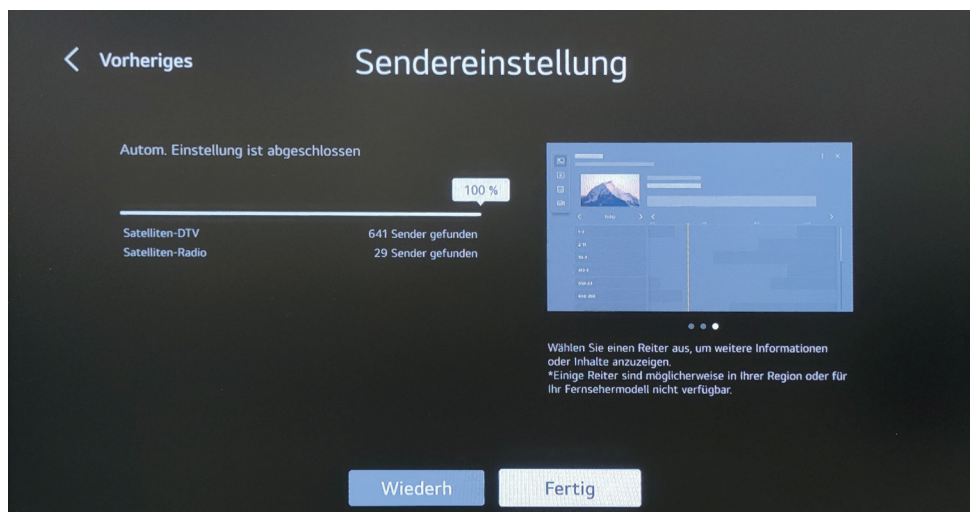 Vorheriges
Sendereinstellung
Autom. Einstellung ist abgeschlossen
100 %
Satelliten-DTV 641 Sender gefunden
Satelliten-Radio 29 Sender gefunden
Wählen Sie einen Reiter aus, um weitere Informationen
oder Inhalte anzuzeigen.
*Einige Reiter sind möglicherweise in Ihrer Region oder für
Ihr Fernsehermodell nicht verfügbar.
Wiederh
Fertig